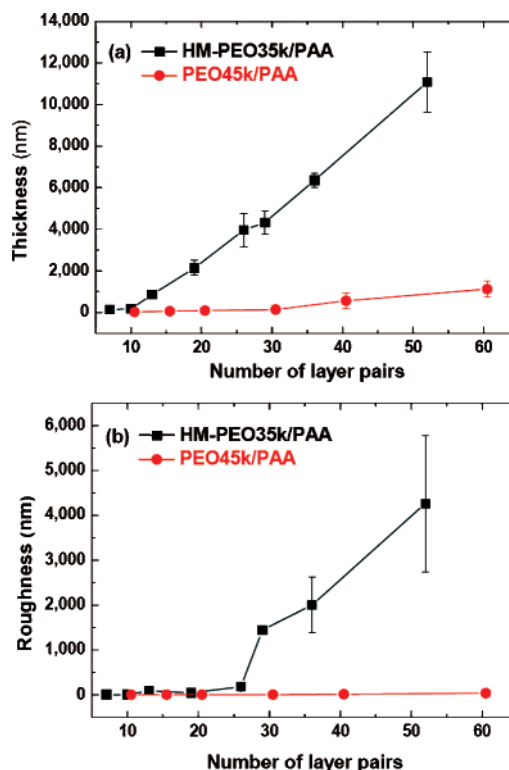 14,000
(a)
HM-PEO35k/PAA
12,000
PEO45k/PAA
10,000
8,000
6,000
4,000
2,000
0
Thickness (nm)
10 20 30 40 50 60
Number of layer pairs
6,000
(b)
HM-PEO35k/PAA
5,000
PEO45k/PAA
4,000
3,000
2,000
1,000
0
Roughness (nm)
10 20 30 40 50 60
Number of layer pairs